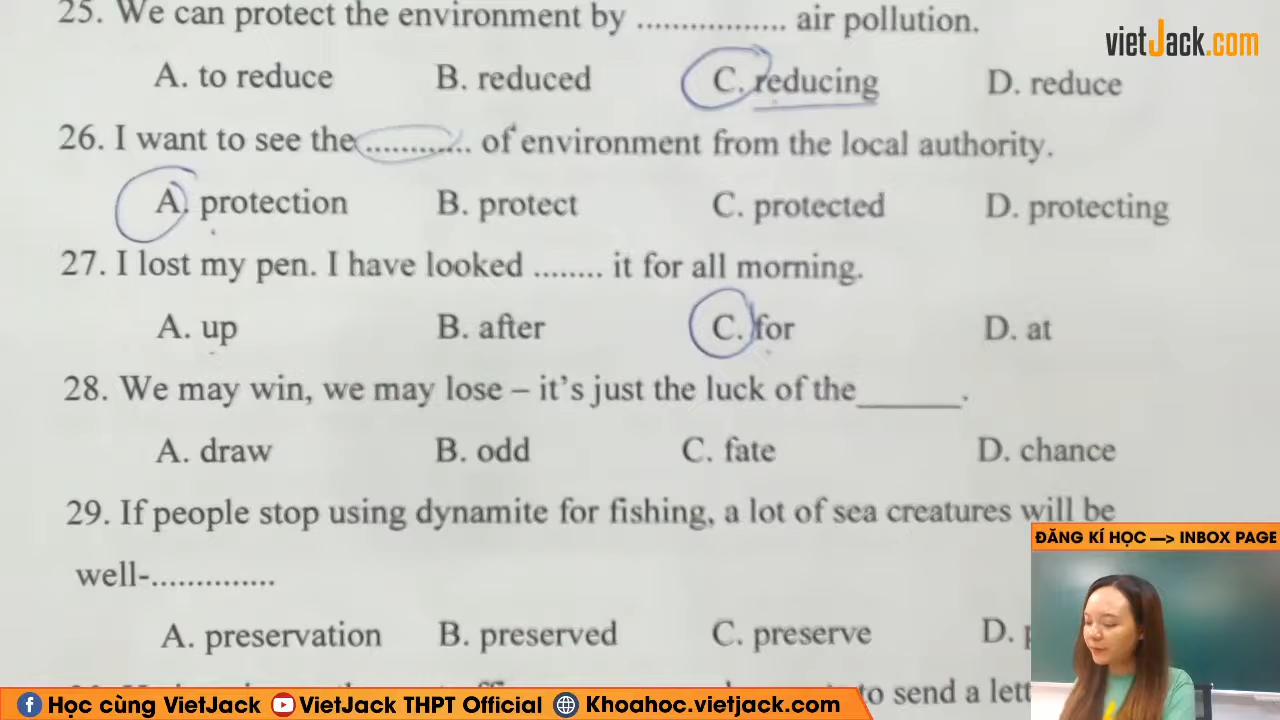 25. We can protect the environment by ................ air pollution.
vietJack.com
A. to reduce B. reduced C. reducing D. reduce
26. I want to see the ............ of environment from the local authority.
A. protection B. protect C. protected D. protecting
27. I lost my pen. I have looked ........ it for all morning.
A. up B. after C. for D. at
28. We may win, we may lose – it’s just the luck of the_______.
A. draw B. odd C. fate D. chance
29. If people stop using dynamite for fishing, a lot of sea creatures will be
ĐĂNG KÍ HỌC —> INBOX PAGE
well-..............
A. preservation B. preserved C. preserve D.
to send a lett
Học cùng VietJack VietJack THPT Official Khoahoc.vietjack.com